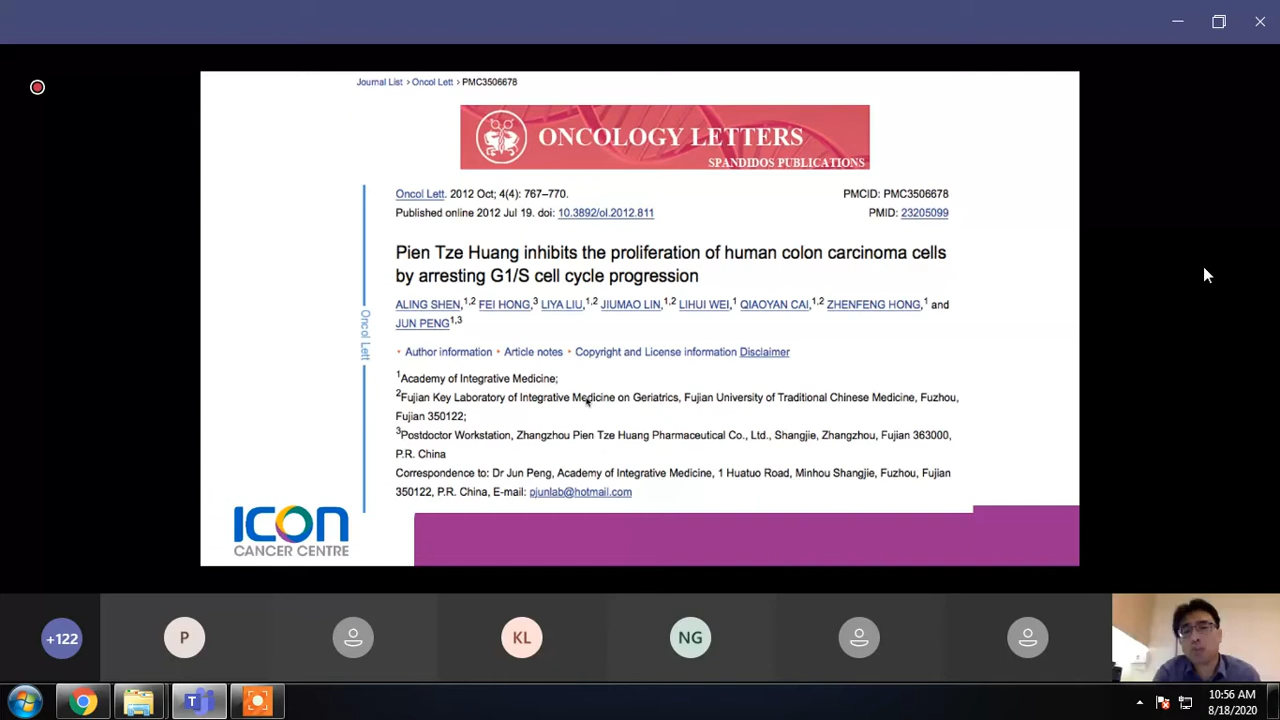 Journal List > Oncol Lett > PMC3506678
ONCOLOGY LETTERS
SPANDIDOS PUBLICATIONS
Oncol Lett. 2012 Oct; 4(4): 767–770. PMCID: PMC3506678
Published online 2012 Jul 19. doi: 10.3892/ol.2012.811 PMID: 23205099
Pien Tze Huang inhibits the proliferation of human colon carcinoma cells
by arresting G1/S cell cycle progression
ALING SHEN,1,2 FEI HONG,3 LIYA LIU,1,2 JIUMAO LIN,1,2 LIHUI WEI,1 QIAOYAN CAI,1,2 ZHENFENG HONG,1 and
JUN PENG1,3
Oncol Lett
• Author information • Article notes • Copyright and License information Disclaimer
1Academy of Integrative Medicine;
2Fujian Key Laboratory of Integrative Medicine on Geriatrics, Fujian University of Traditional Chinese Medicine, Fuzhou,
Fujian 350122;
3Postdoctor Workstation, Zhangzhou Pien Tze Huang Pharmaceutical Co., Ltd., Shangjie, Zhangzhou, Fujian 363000,
P.R. China
Correspondence to: Dr Jun Peng, Academy of Integrative Medicine, 1 Huatuo Road, Minhou Shangjie, Fuzhou, Fujian
350122, P.R. China, E-mail: pjunlab@hotmail.com
ICON
CANCER CENTRE
+122 P KL NG
10:56 AM
8/18/2020